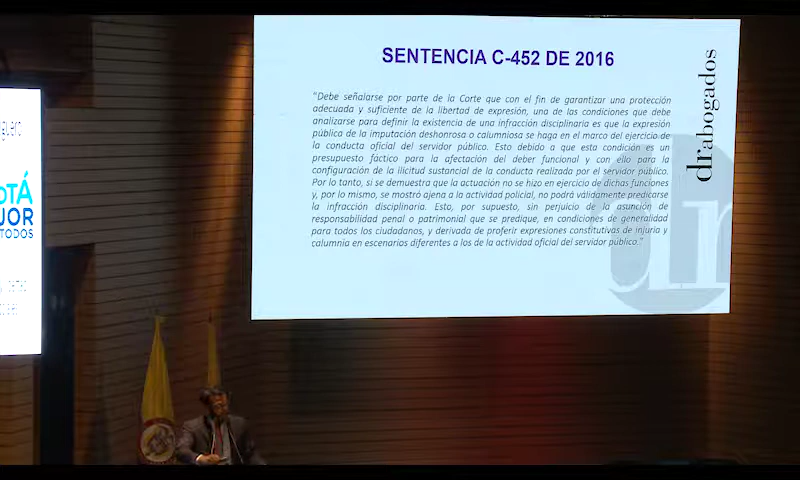 SENTENCIA C-452 DE 2016
"Debe señalarse por parte de la Corte que con el fin de garantizar una protección
adecuada y suficiente de la libertad de expresión, una de las condiciones que debe
analizarse para definir la existencia de una infracción disciplinaria es que la expresión
público de la imputación deshonrosa o calumniosa se haga en el marco del ejercicio de
la conducta oficial del servidor público. Esto debido a que esta condición es un
presupuesto fáctico para la afectación del deber funcional y con ello para la
configuración de la ilicitud sustancial de la conducta realizada por el servidor público.
Por lo tanto, si se demuestra que la actuación no se hizo en ejercicio de dichas funciones
y, por lo mismo, se mostró ajena a la actividad policial, no podrá válidamente predicarse
la infracción disciplinaria. Esto, por supuesto, sin perjuicio de la asunción de
responsabilidad penal o patrimonial que se predique, en condiciones de generalidad
para todos los ciudadanos, y derivada de proferir expresiones constitutivas de injuria y
calumnia en escenarios diferentes a los de la actividad oficial del servidor público."
drabogados
OTÁ
JOR
TODOS